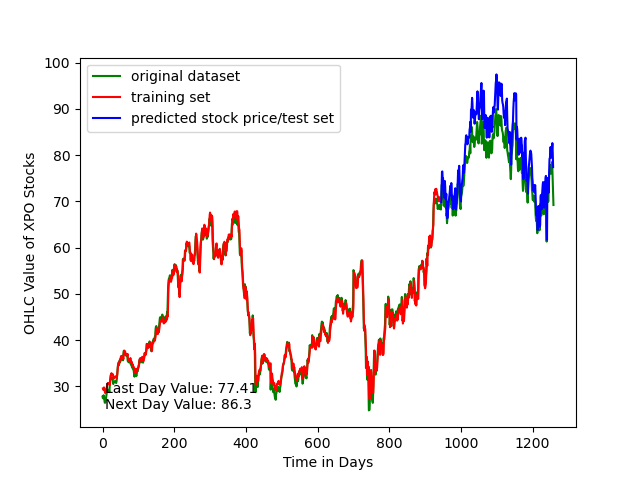 original dataset
training set
predicted stock price/test set
OHLC Value of XPO Stocks
100
90
80
70
60
50
40
30
Last Day Value: 77.41
Next Day Value: 86.3
0 200 400 600 800 1000 1200
Time in Days